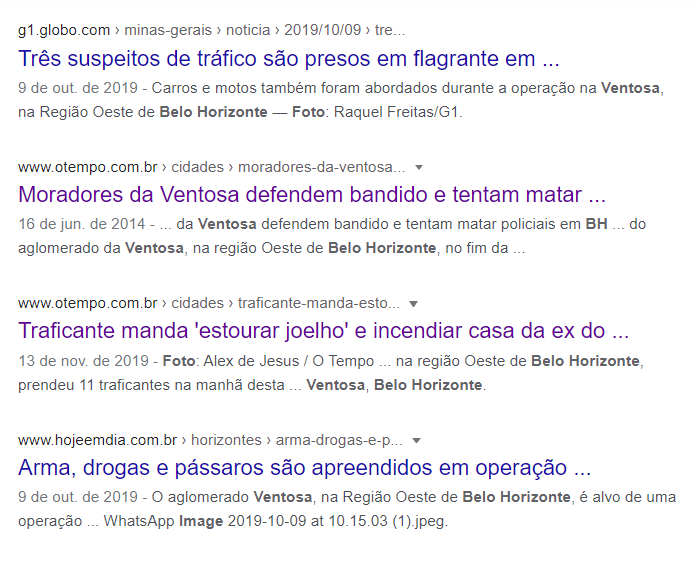 g1.globo.com › minas-gerais › noticia › 2019/10/09 › tre...
Três suspeitos de tráfico são presos em flagrante em ...
9 de out. de 2019 - Carros e motos também foram abordados durante a operação na Ventosa,
na Região Oeste de Belo Horizonte — Foto: Raquel Freitas/G1.
www.otempo.com.br › cidades › moradores-da-ventosa...
Moradores da Ventosa defendem bandido e tentam matar ...
16 de jun. de 2014 - ... da Ventosa defendem bandido e tentam matar policiais em BH ... do
aglomerado da Ventosa, na região Oeste de Belo Horizonte, no fim da ...
www.otempo.com.br › cidades › traficante-manda-esto...
Traficante manda 'estourar joelho' e incendiar casa da ex do ...
13 de nov. de 2019 - Foto: Alex de Jesus / O Tempo ... na região Oeste de Belo Horizonte,
prendeu 11 traficantes na manhã desta ... Ventosa, Belo Horizonte.
www.hojeemdia.com.br › horizontes › arma-drogas-e-p...
Arma, drogas e pássaros são apreendidos em operação ...
9 de out. de 2019 - O aglomerado Ventosa, na Região Oeste de Belo Horizonte, é alvo de uma
operação ... WhatsApp Image 2019-10-09 at 10.15.03 (1).jpeg.